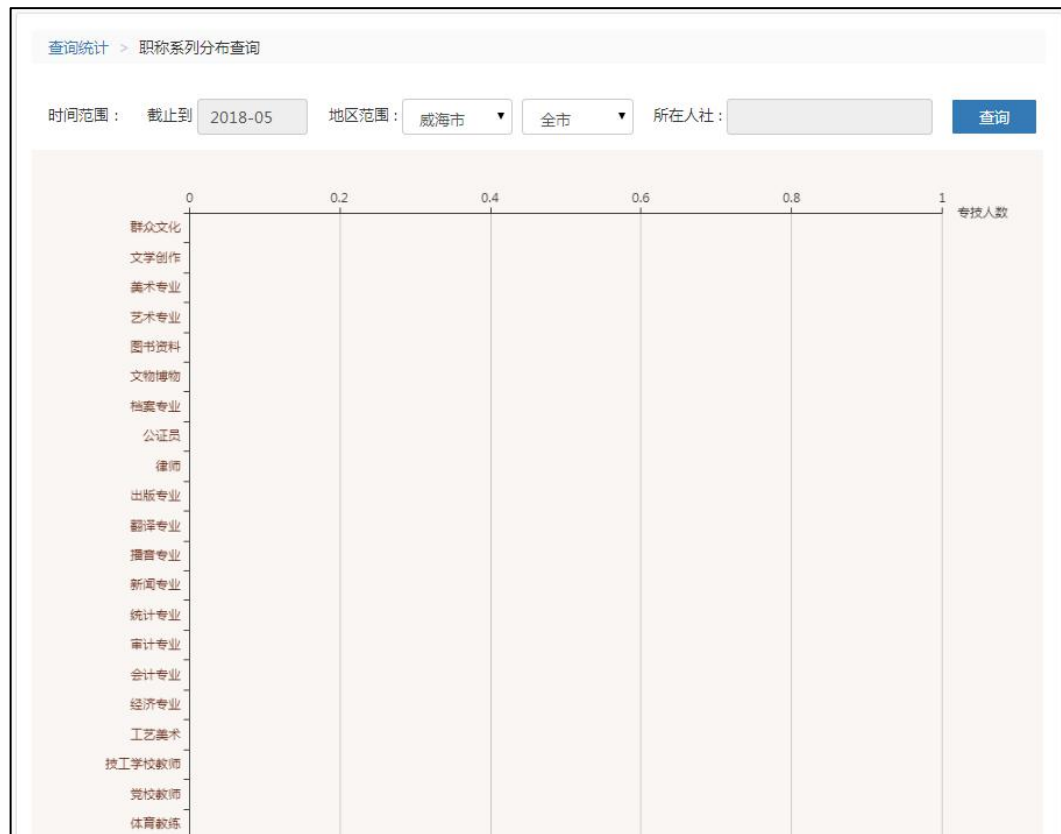 查询统计 > 职称系列分布查询
时间范围： 截止到 2018-05 地区范围： 威海市 全市 所在人社： 查询
0 0.2 0.4 0.6 0.8 1
专技人数
群众文化
文学创作
美术专业
艺术专业
图书资料
文物博物
档案专业
公证员
律师
出版专业
翻译专业
播音专业
新闻专业
统计专业
审计专业
会计专业
经济专业
工艺美术
技工学校教师
党校教师
体育教练